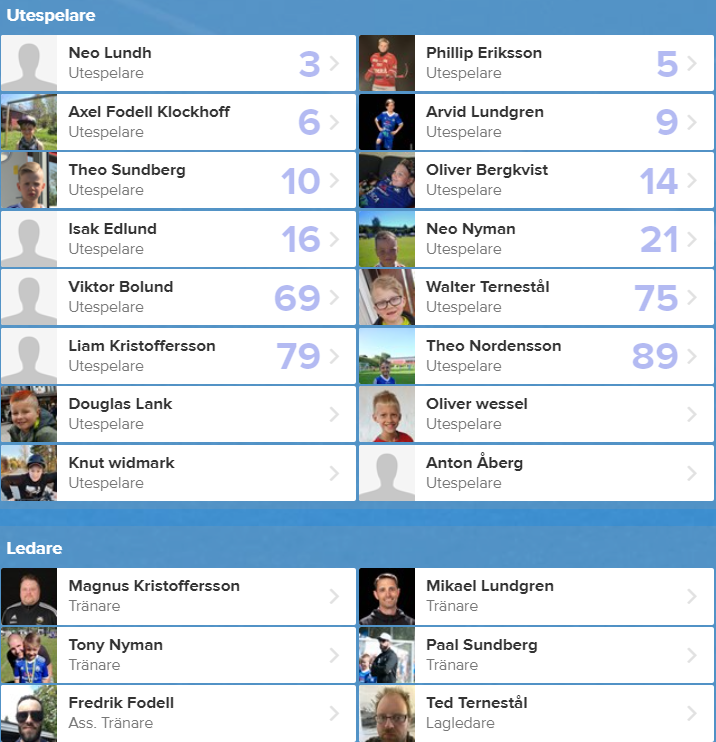 Utespelare
Neo Lundh
Utespelare
3
Phillip Eriksson
Utespelare
5
Axel Fodell Klockhoff
Utespelare
6
Arvid Lundgren
Utespelare
9
Theo Sundberg
Utespelare
10
Oliver Bergkvist
Utespelare
14
Isak Edlund
Utespelare
16
Neo Nyman
Utespelare
21
Viktor Bolund
Utespelare
69
Walter Ternestål
Utespelare
75
Liam Kristoffersson
Utespelare
79
Theo Nordensson
Utespelare
89
Douglas Lank
Utespelare
Oliver wessel
Utespelare
Knut widmark
Utespelare
Anton Åberg
Utespelare
Ledare
Magnus Kristoffersson
Tränare
Mikael Lundgren
Tränare
Tony Nyman
Tränare
Paal Sundberg
Tränare
Fredrik Fodell
Ass. Tränare
Ted Ternestål
Lagledare